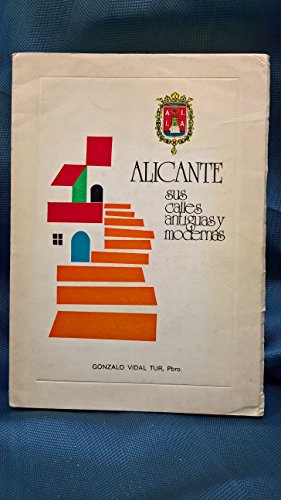 A L
L A
ALICANTE
sus
calles
antiguas y
modernas
GONZALO VIDAL TUR, Pbro.